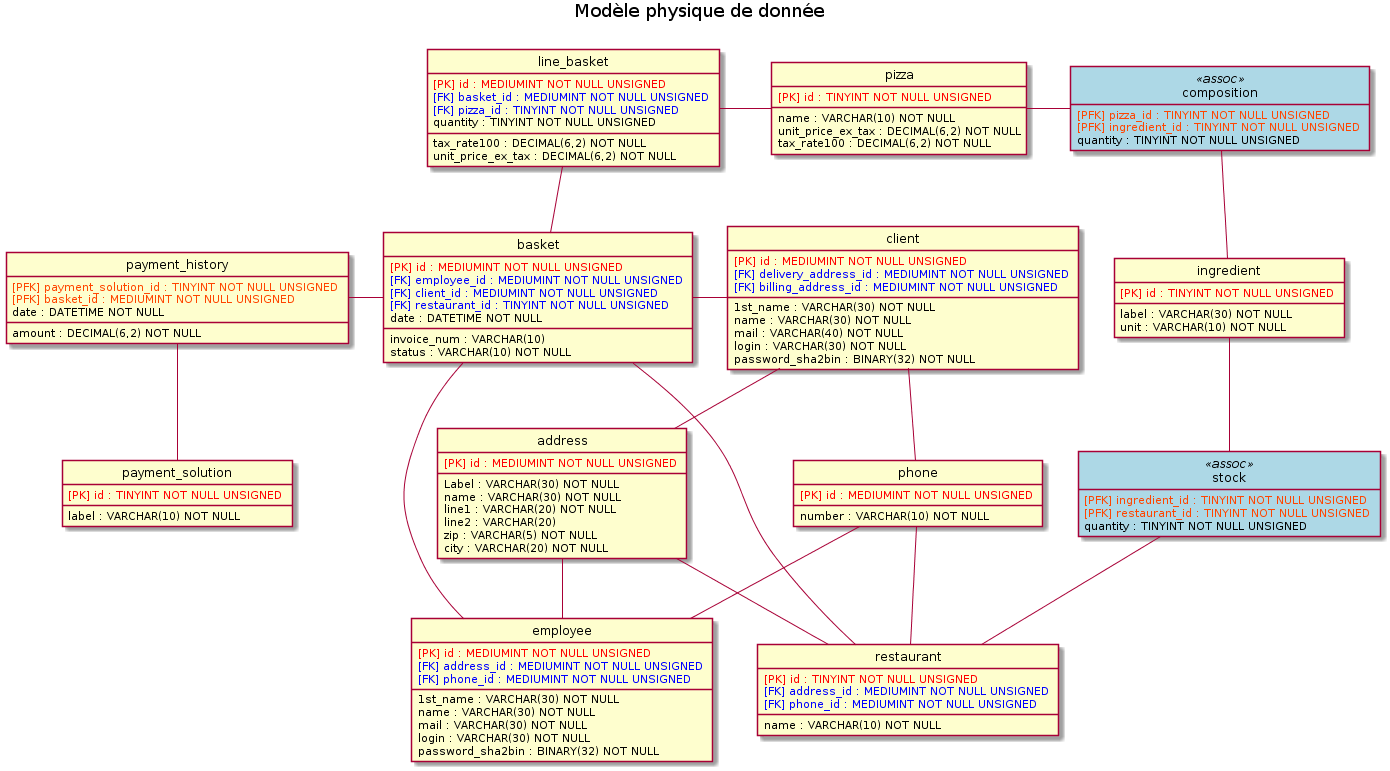 Modèle physique de donnée
line_basket
[PK] id : MEDIUMINT NOT NULL UNSIGNED
[FK] basket_id : MEDIUMINT NOT NULL UNSIGNED
[FK] pizza_id : TINYINT NOT NULL UNSIGNED
quantity : TINYINT NOT NULL UNSIGNED
tax_rate100 : DECIMAL(6,2) NOT NULL
unit_price_ex_tax : DECIMAL(6,2) NOT NULL
pizza
[PK] id : TINYINT NOT NULL UNSIGNED
name : VARCHAR(10) NOT NULL
unit_price_ex_tax : DECIMAL(6,2) NOT NULL
tax_rate100 : DECIMAL(6,2) NOT NULL
«assoc»
composition
[PFK] pizza_id : TINYINT NOT NULL UNSIGNED
[PFK] ingredient_id : TINYINT NOT NULL UNSIGNED
quantity : TINYINT NOT NULL UNSIGNED
payment_history
[PFK] payment_solution_id : TINYINT NOT NULL UNSIGNED
[PFK] basket_id : MEDIUMINT NOT NULL UNSIGNED
date : DATETIME NOT NULL
amount : DECIMAL(6,2) NOT NULL
basket
[PK] id : MEDIUMINT NOT NULL UNSIGNED
[FK] employee_id : MEDIUMINT NOT NULL UNSIGNED
[FK] client_id : MEDIUMINT NOT NULL UNSIGNED
[FK] restaurant_id : TINYINT NOT NULL UNSIGNED
date : DATETIME NOT NULL
invoice_num : VARCHAR(10)
status : VARCHAR(10) NOT NULL
client
[PK] id : MEDIUMINT NOT NULL UNSIGNED
[FK] delivery_address_id : MEDIUMINT NOT NULL UNSIGNED
[FK] billing_address_id : MEDIUMINT NOT NULL UNSIGNED
1st_name : VARCHAR(30) NOT NULL
name : VARCHAR(30) NOT NULL
mail : VARCHAR(40) NOT NULL
login : VARCHAR(30) NOT NULL
password_sha2bin : BINARY(32) NOT NULL
ingredient
[PK] id : TINYINT NOT NULL UNSIGNED
label : VARCHAR(30) NOT NULL
unit : VARCHAR(10) NOT NULL
payment_solution
[PK] id : TINYINT NOT NULL UNSIGNED
label : VARCHAR(10) NOT NULL
address
[PK] id : MEDIUMINT NOT NULL UNSIGNED
Label : VARCHAR(30) NOT NULL
name : VARCHAR(30) NOT NULL
line1 : VARCHAR(20) NOT NULL
line2 : VARCHAR(20)
zip : VARCHAR(5) NOT NULL
city : VARCHAR(20) NOT NULL
phone
[PK] id : MEDIUMINT NOT NULL UNSIGNED
number : VARCHAR(10) NOT NULL
«assoc»
stock
[PFK] ingredient_id : TINYINT NOT NULL UNSIGNED
[PFK] restaurant_id : TINYINT NOT NULL UNSIGNED
quantity : TINYINT NOT NULL UNSIGNED
employee
[PK] id : MEDIUMINT NOT NULL UNSIGNED
[FK] address_id : MEDIUMINT NOT NULL UNSIGNED
[FK] phone_id : MEDIUMINT NOT NULL UNSIGNED
1st_name : VARCHAR(30) NOT NULL
name : VARCHAR(30) NOT NULL
mail : VARCHAR(30) NOT NULL
login : VARCHAR(30) NOT NULL
password_sha2bin : BINARY(32) NOT NULL
restaurant
[PK] id : TINYINT NOT NULL UNSIGNED
[FK] address_id : MEDIUMINT NOT NULL UNSIGNED
[FK] phone_id : MEDIUMINT NOT NULL UNSIGNED
name : VARCHAR(10) NOT NULL